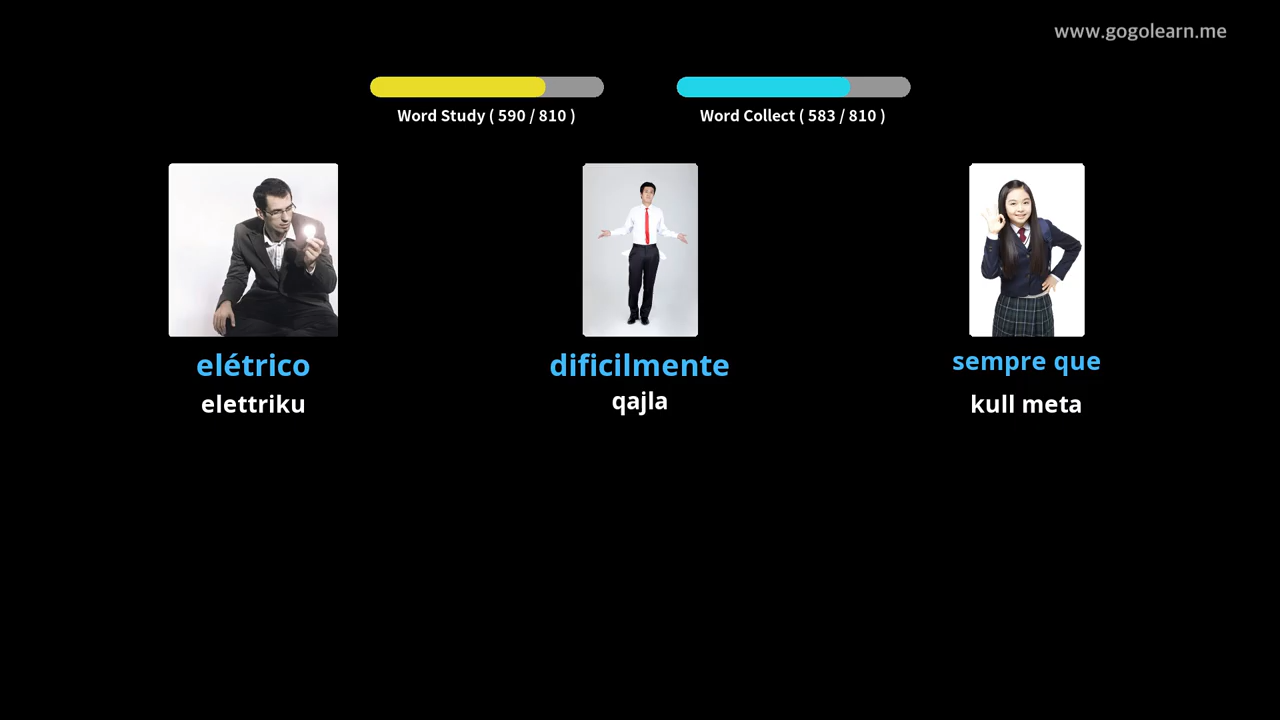 www.gogolearn.me
Word Study ( 590 / 810 )
Word Collect ( 583 / 810 )
elétrico
elettriku
dificilmente
qajla
sempre que
kull meta